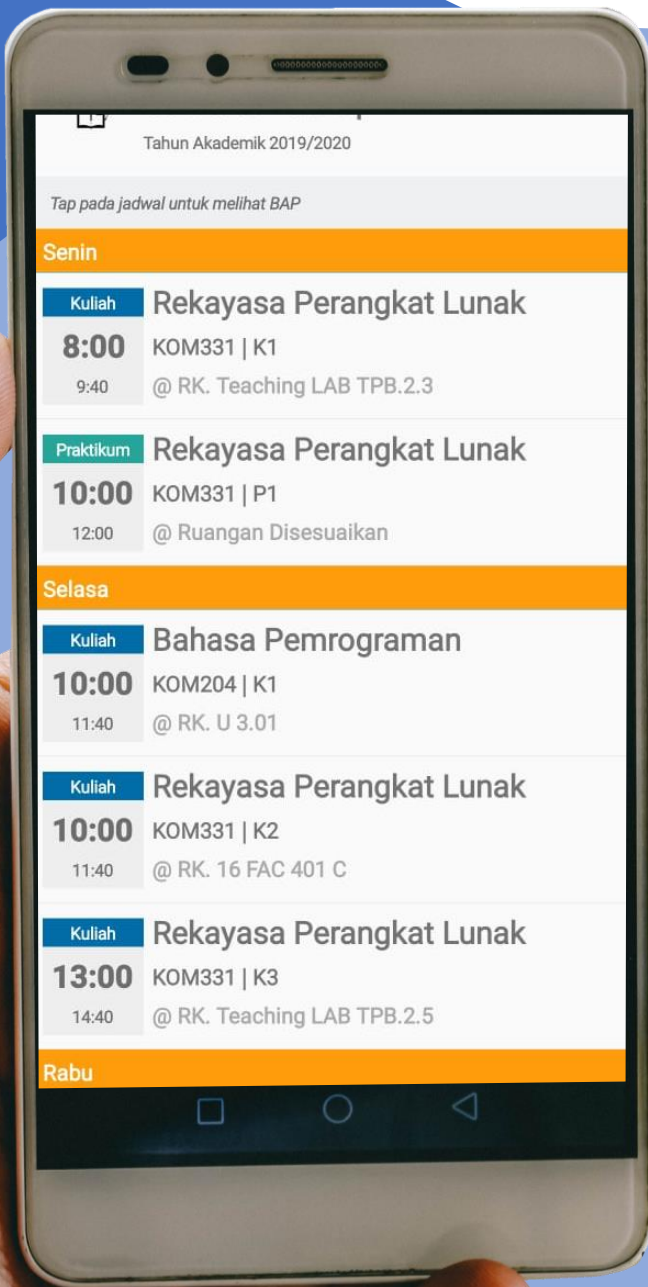 Tahun Akademik 2019/2020
Tap pada jadwal untuk melihat BAP
Senin
Kuliah
Rekayasa Perangkat Lunak
8:00
KOM331 | K1
9:40
@ RK. Teaching LAB TPB.2.3
Praktikum
Rekayasa Perangkat Lunak
10:00
KOM331 | P1
12:00
@ Ruangan Disesuaikan
Selasa
Kuliah
Bahasa Pemrograman
10:00
KOM204 | K1
11:40
@ RK. U 3.01
Kuliah
Rekayasa Perangkat Lunak
10:00
KOM331 | K2
11:40
@ RK. 16 FAC 401 C
Kuliah
Rekayasa Perangkat Lunak
13:00
KOM331 | K3
14:40
@ RK. Teaching LAB TPB.2.5
Rabu